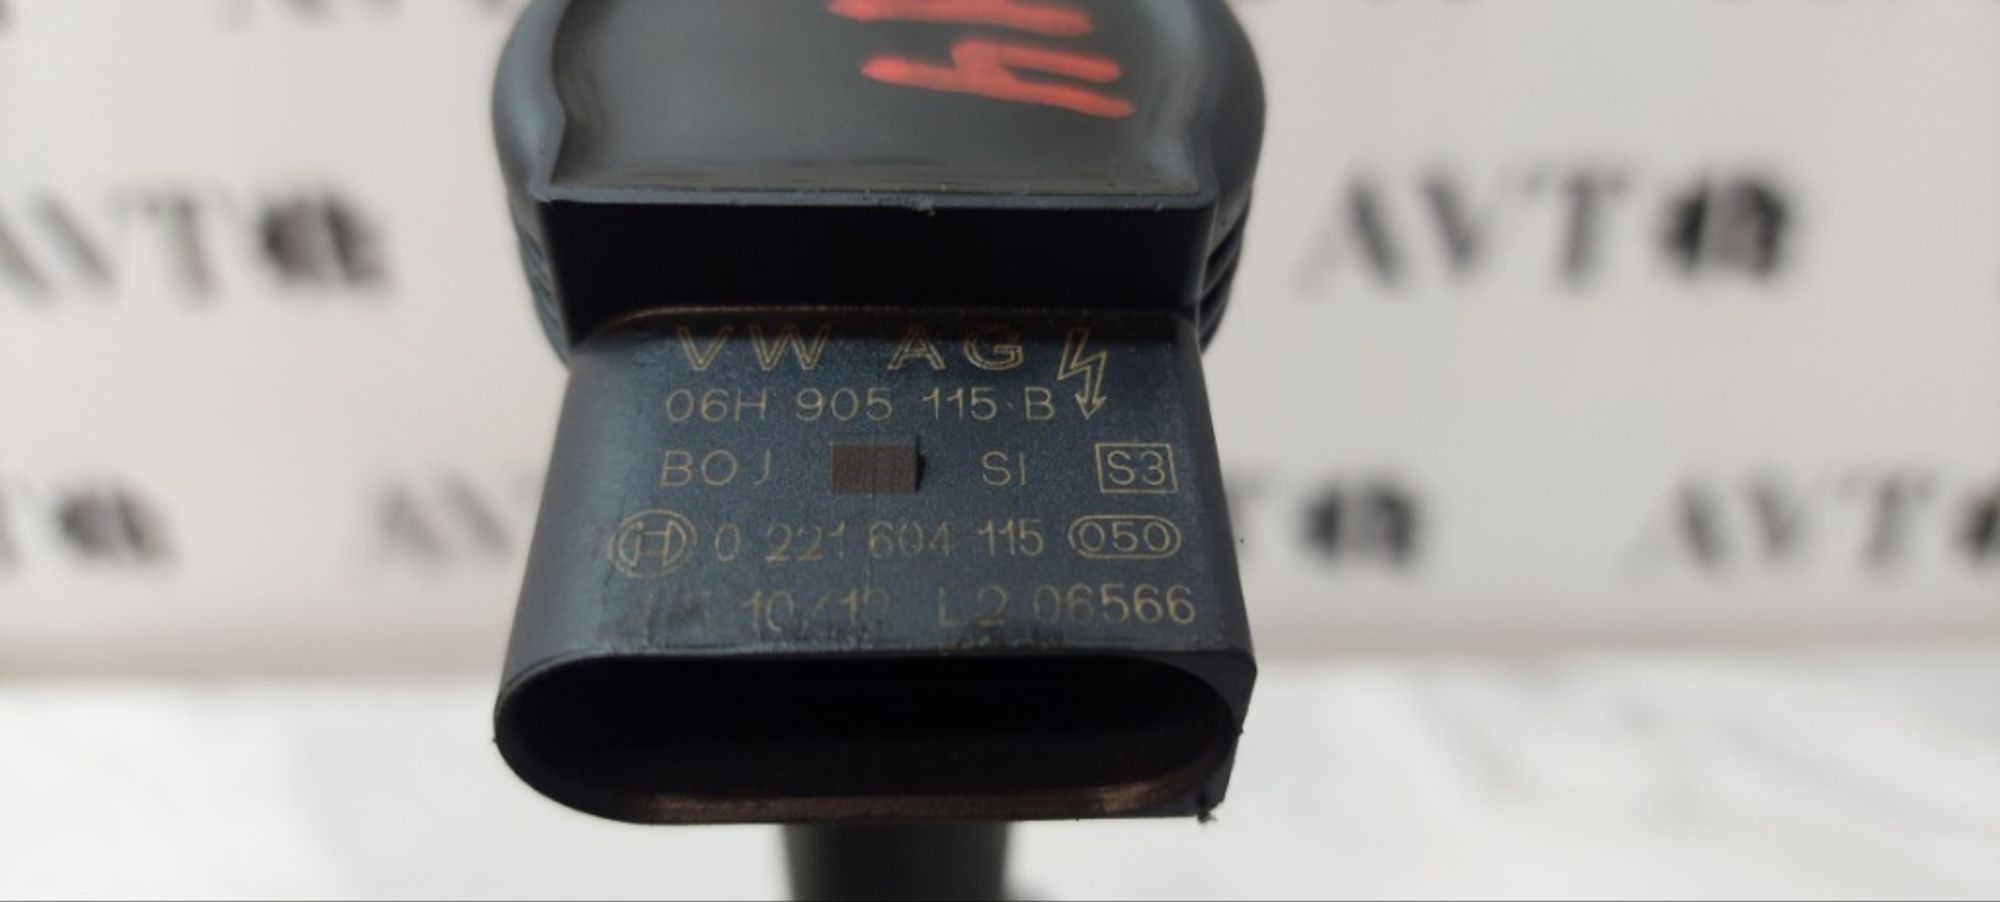 VW AG
06H 905 115 B
BOJ SI S3
0 221 604 115 050
L2 06566
AVTO